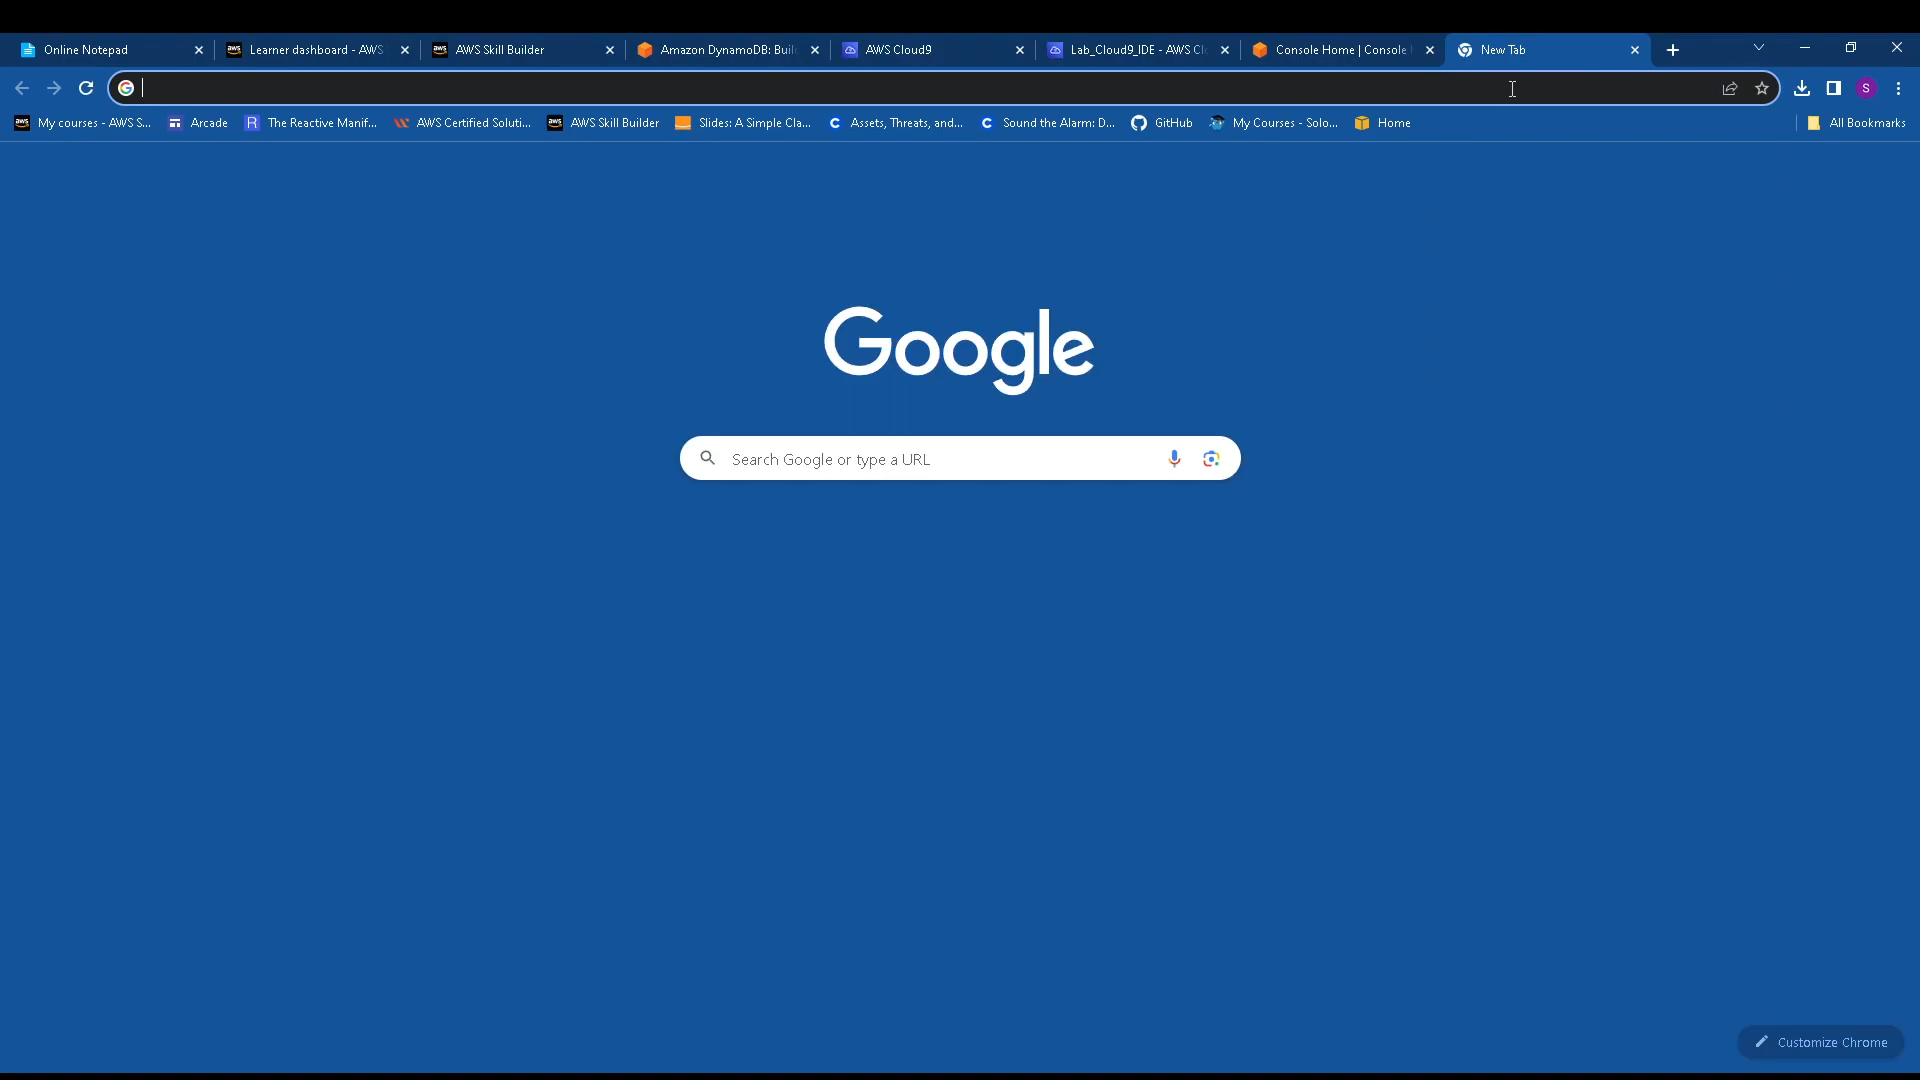 Online Notepad
Learner dashboard - AWS
AWS Skill Builder
Amazon DynamoDB: Buil
AWS Cloud9
Lab_Cloud9_IDE - AWS Cl
Console Home | Console
New Tab
S
My courses - AWS S...
Arcade
The Reactive Manif...
AWS Certified Soluti...
AWS Skill Builder
Slides: A Simple Cla...
Assets, Threats, and...
Sound the Alarm: D...
GitHub
My Courses - Solo...
Home
All Bookmarks
Google
Search Google or type a URL
Customize Chrome